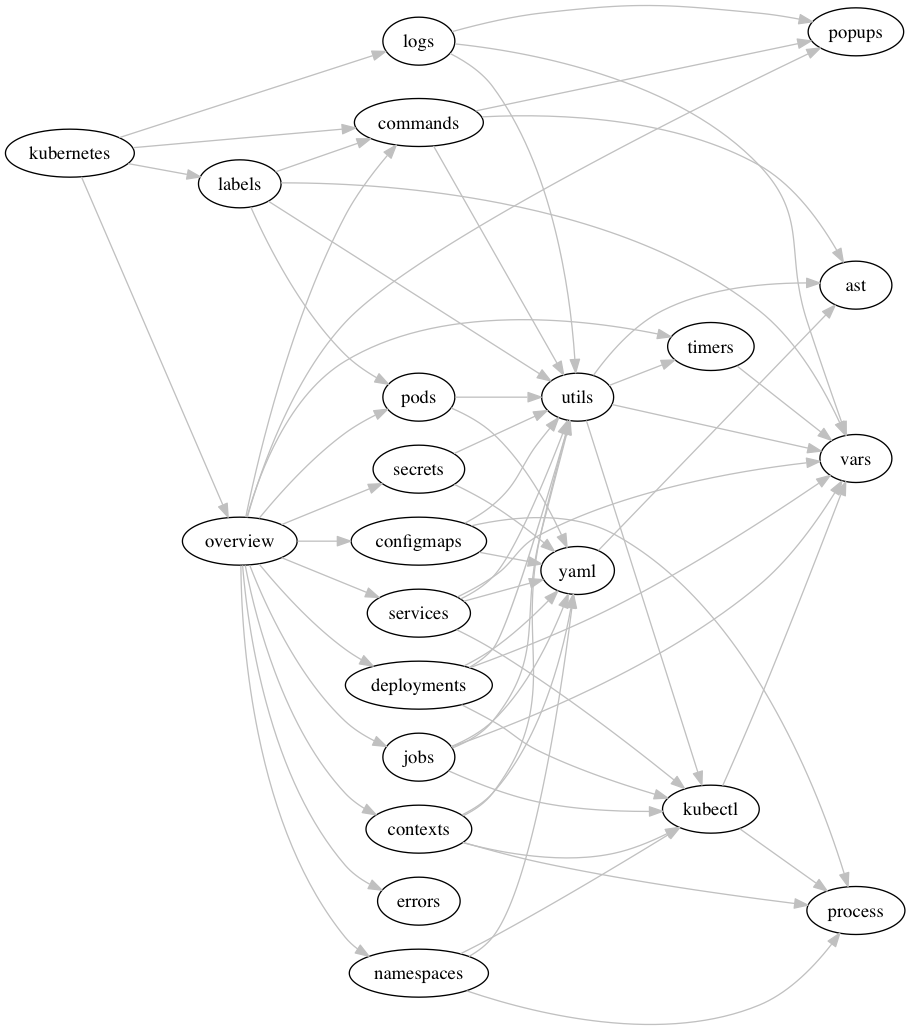 logs
popups
commands
kubernetes
labels
ast
timers
pods
utils
vars
secrets
overview
configmaps
yaml
services
deployments
jobs
kubectl
contexts
errors
process
namespaces